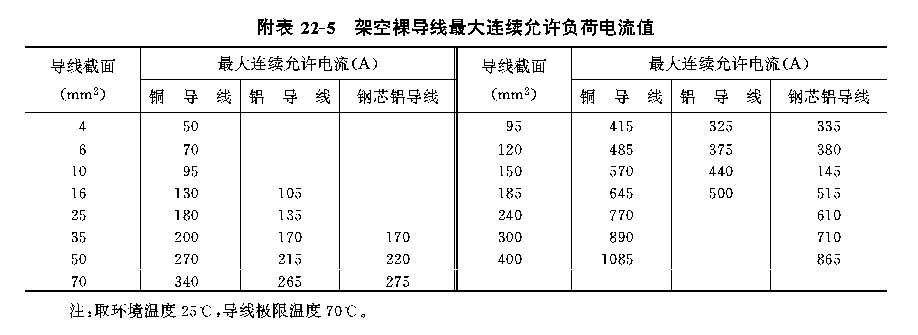 附表 22-5 架空裸导线最大连续允许负荷电流值
导线截面 最大连续允许电流(A) 导线截面 最大连续允许电流(A)
(mm²) 铜导线 铝导线 钢芯铝导线 (mm²) 铜导线 铝导线 钢芯铝导线
4 50 95 415 325 335
6 70 120 485 375 380
10 95 150 570 440 145
16 130 105 185 645 500 515
25 180 135 240 770 610
35 200 170 170 300 890 710
50 270 215 220 400 1085 865
70 340 265 275
注:取环境温度25℃,导线极限温度70℃。